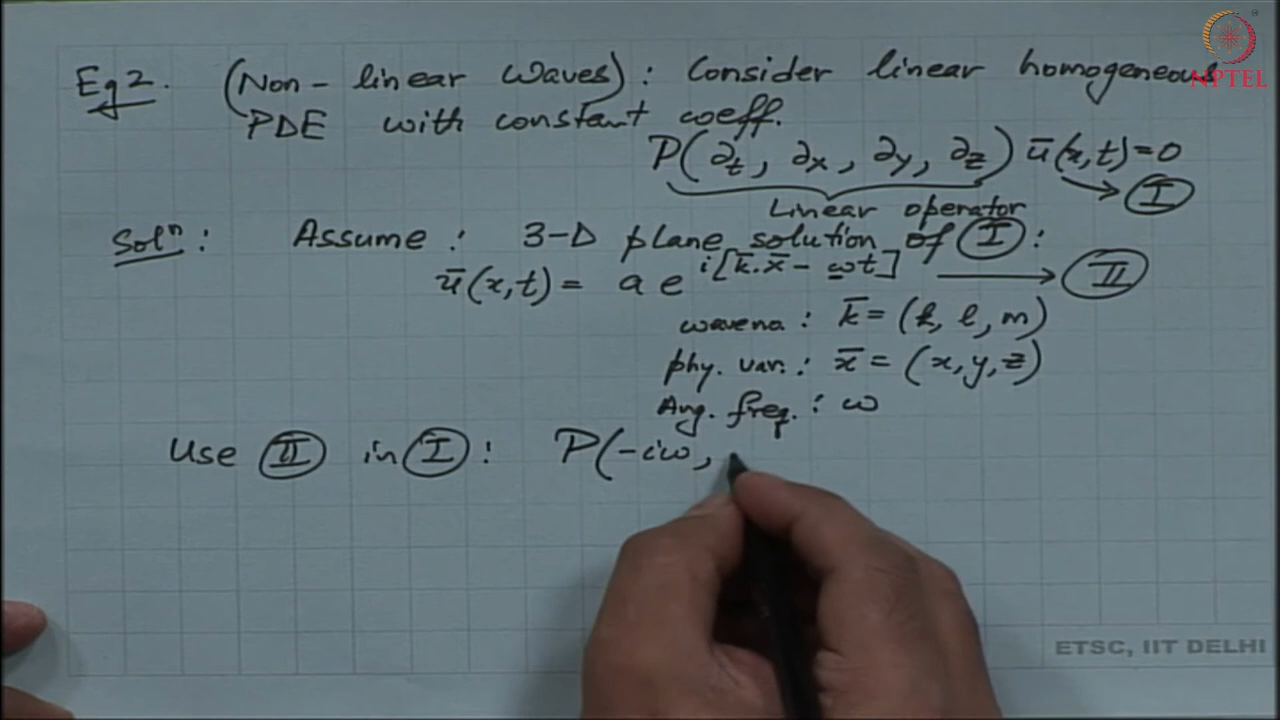 NPTEL
Eg 2. (Non-linear Waves): Consider linear homogeneous
PDE with constant coeff.
P(∂t, ∂x, ∂y, ∂z) ū(x,t)=0
→ I
Linear operator
Solⁿ: Assume: 3-D plane solution of I:
ū(x,t) = a e^{i[k̄.x̄ - ωt]} → II
waveno: k̄ = (k, l, m)
phy. var.: x̄ = (x, y, z)
Ang. freq.: ω
Use II in I: P(-iω,
ETSC, IIT DELHI